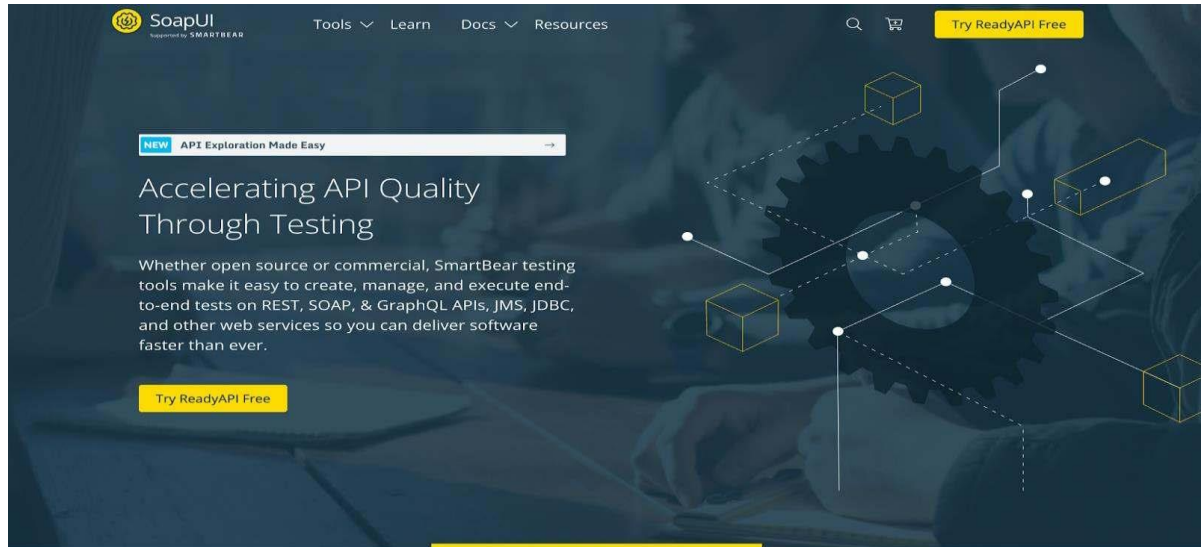 SoapUI
Supported by SMARTBEAR
Tools Learn Docs Resources
Try ReadyAPI Free
NEW API Exploration Made Easy →
Accelerating API Quality
Through Testing
Whether open source or commercial, SmartBear testing
tools make it easy to create, manage, and execute end-
to-end tests on REST, SOAP, & GraphQL APIs, JMS, JDBC,
and other web services so you can deliver software
faster than ever.
Try ReadyAPI Free